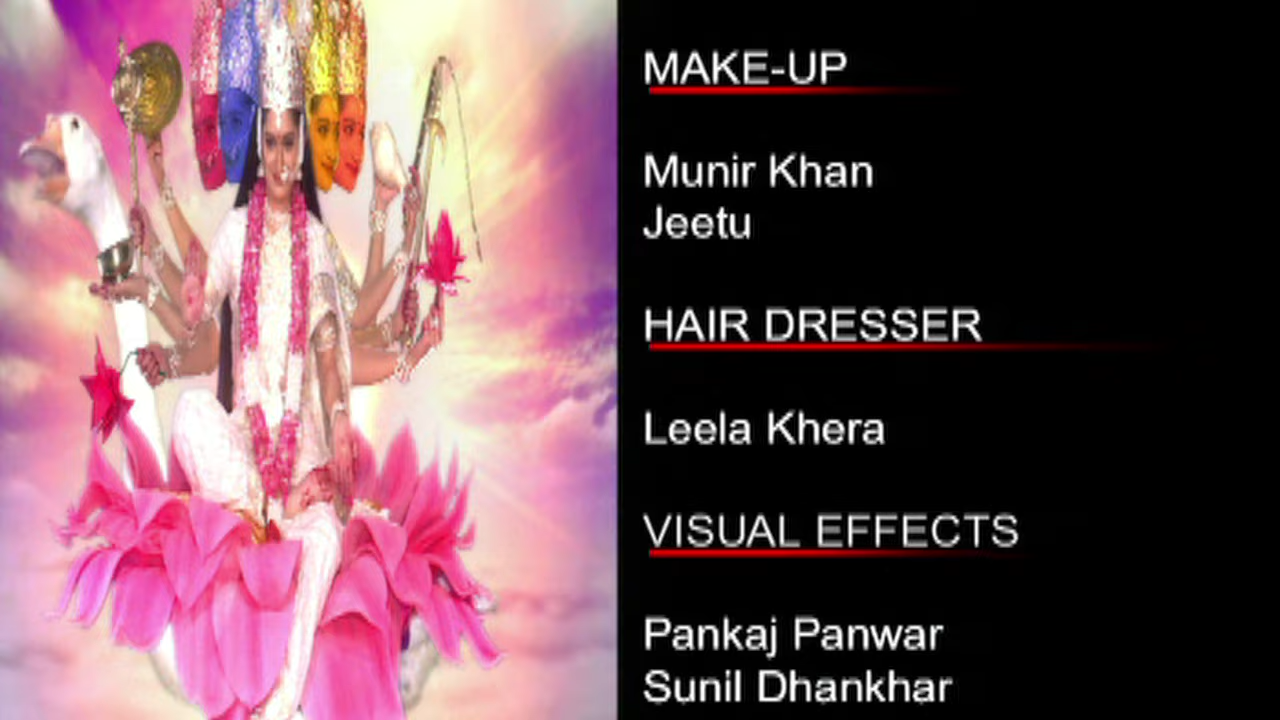 MAKE-UP
Munir Khan
Jeetu
HAIR DRESSER
Leela Khera
VISUAL EFFECTS
Pankaj Panwar
Sunil Dhankhar